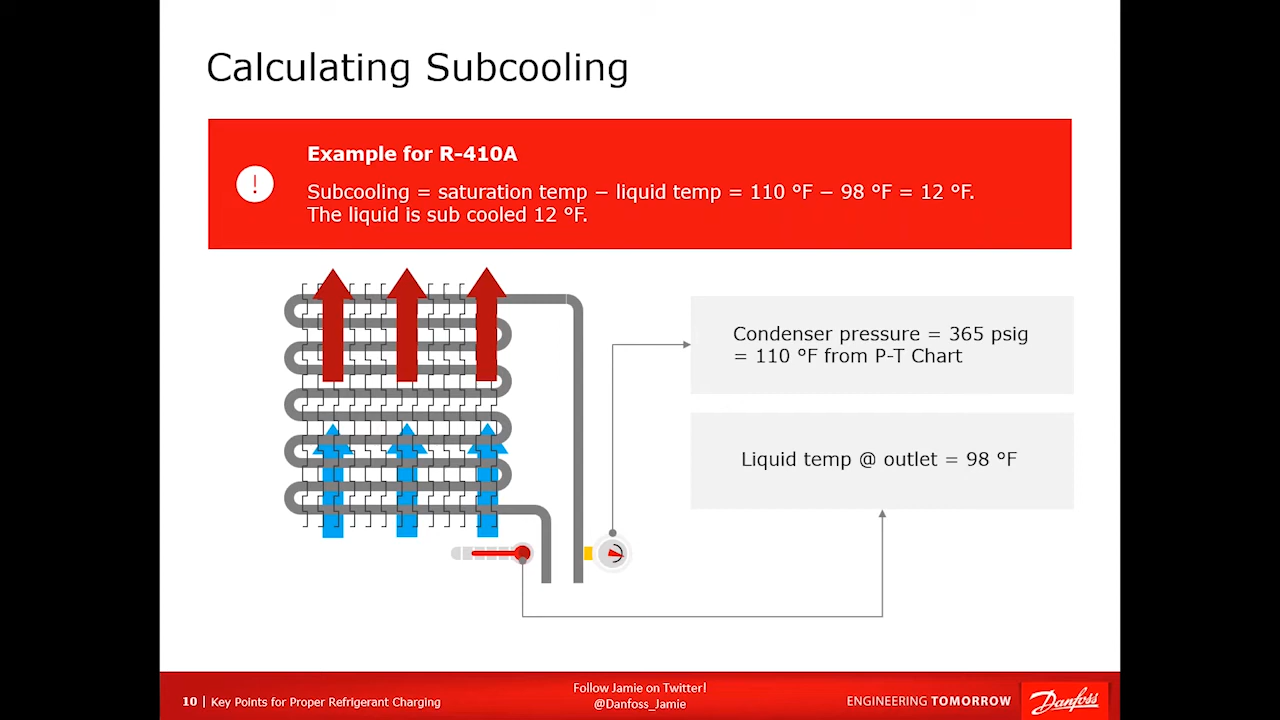 Calculating Subcooling
!
Example for R-410A
Subcooling = saturation temp − liquid temp = 110 °F − 98 °F = 12 °F.
The liquid is sub cooled 12 °F.
Condenser pressure = 365 psig
= 110 °F from P-T Chart
Liquid temp @ outlet = 98 °F
10 | Key Points for Proper Refrigerant Charging
Follow Jamie on Twitter!
@Danfoss_Jamie
ENGINEERING TOMORROW
Danfoss